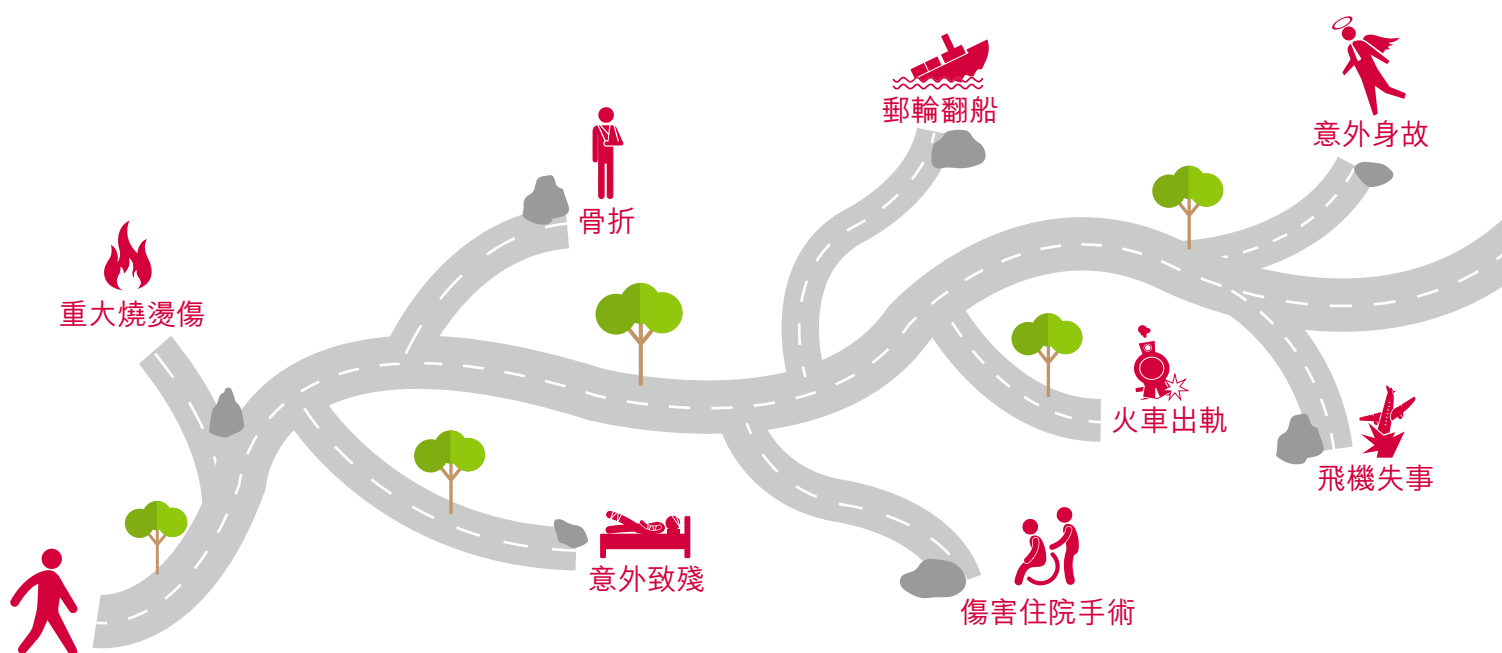 重大燒燙傷
骨折
意外致殘
郵輪翻船
傷害住院手術
火車出軌
意外身故
飛機失事